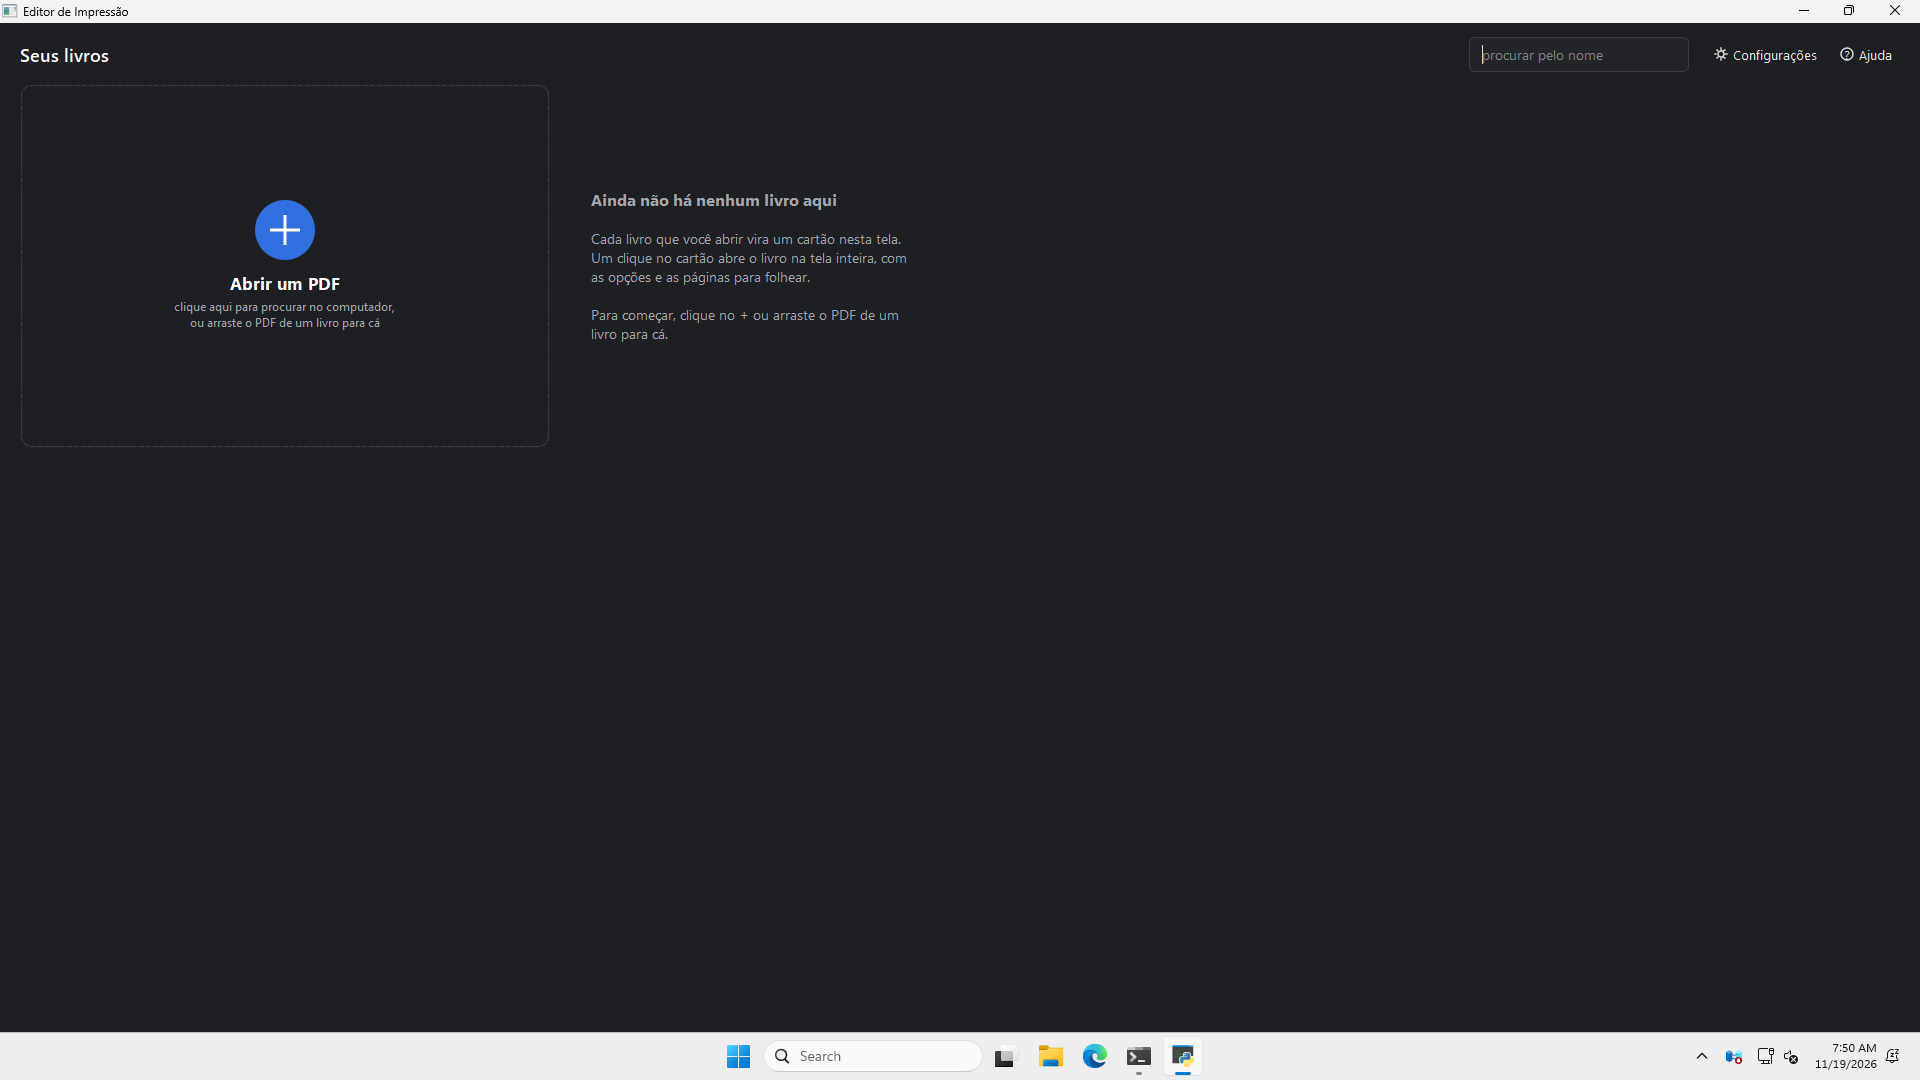 Editor de Impressão
Seus livros
procurar pelo nome
Configurações
Ajuda
Abrir um PDF
clique aqui para procurar no computador,
ou arraste o PDF de um livro para cá
Ainda não há nenhum livro aqui
Cada livro que você abrir vira um cartão nesta tela.
Um clique no cartão abre o livro na tela inteira, com
as opções e as páginas para folhear.
Para começar, clique no + ou arraste o PDF de um
livro para cá.
Search
7:50 AM
11/19/2026